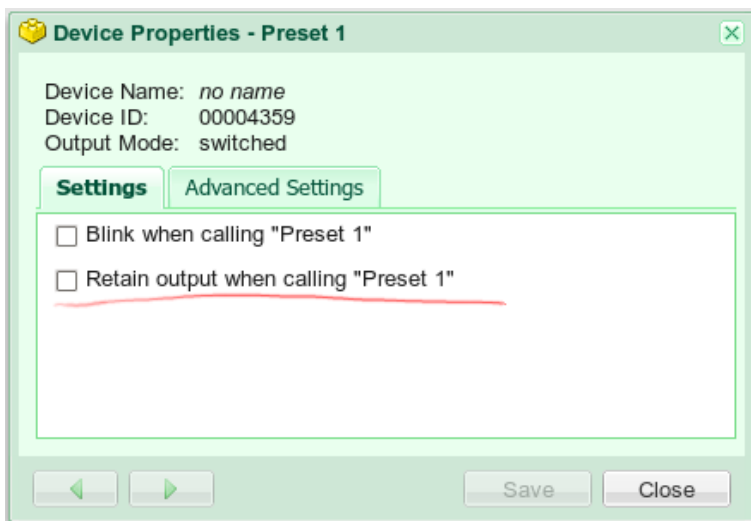 Device Properties - Preset 1
Device Name: no name
Device ID: 00004359
Output Mode: switched
Settings Advanced Settings
Blink when calling "Preset 1"
Retain output when calling "Preset 1"
Save Close